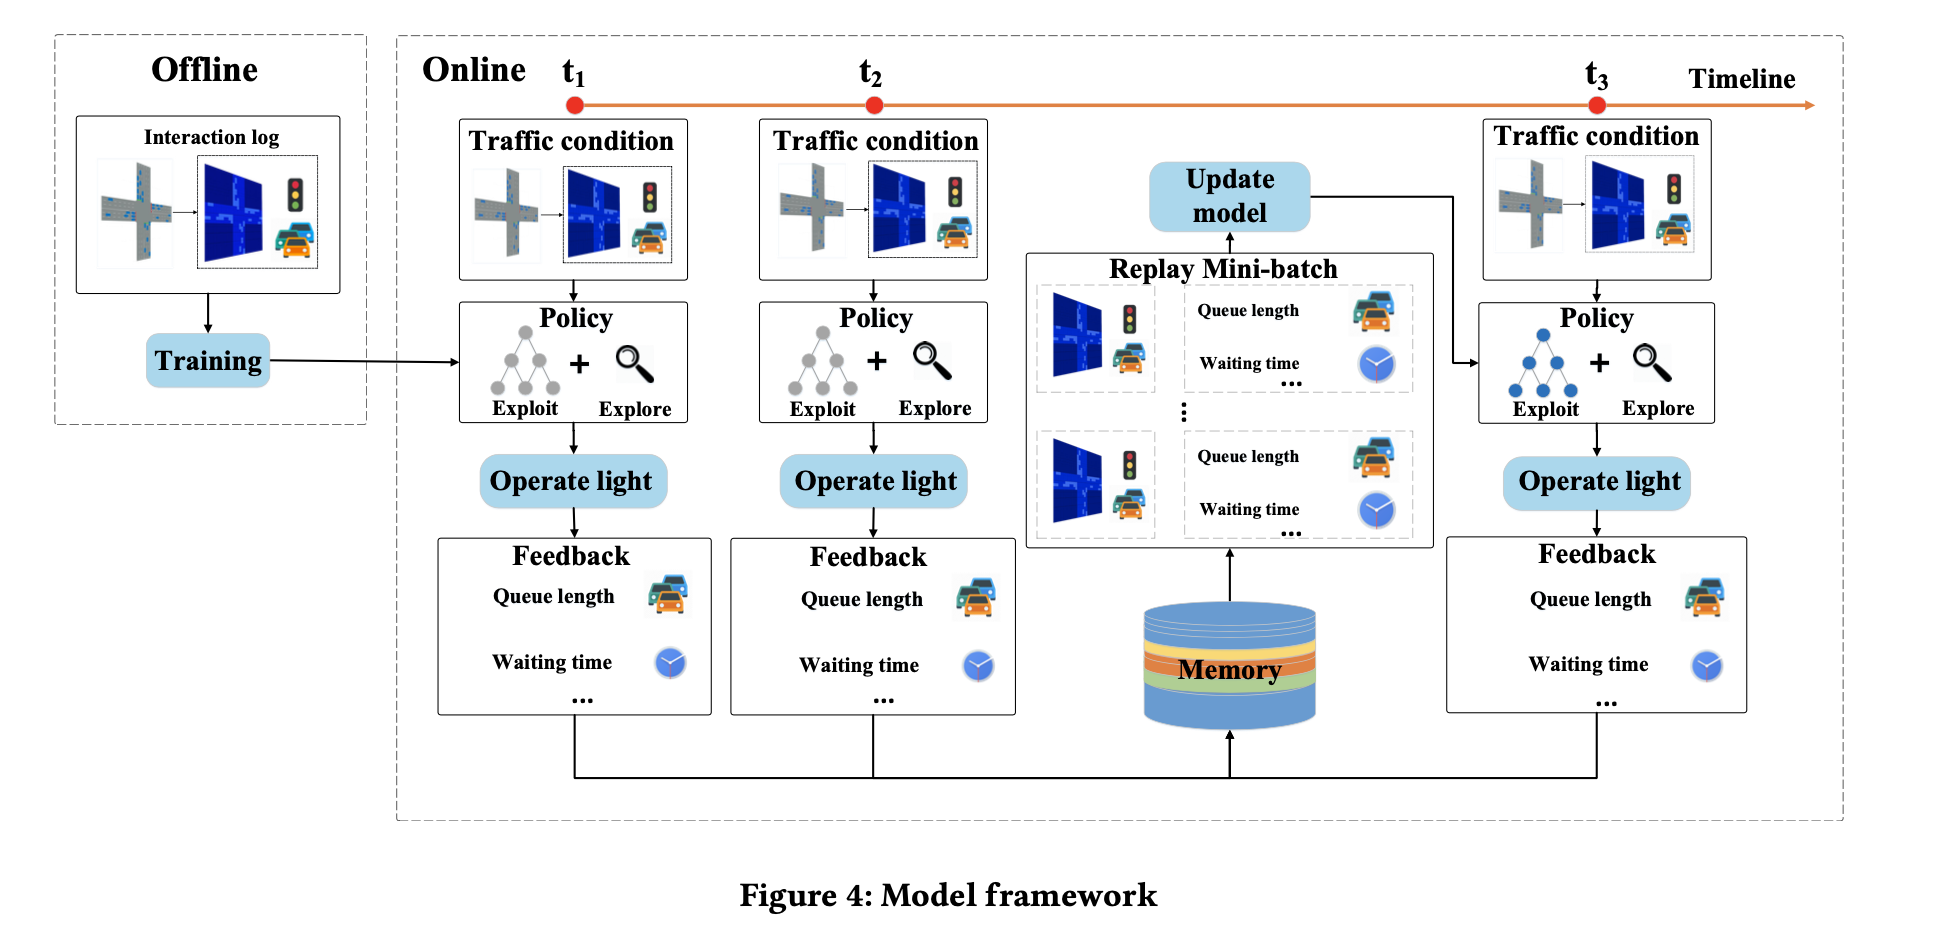 Offline
Interaction log
Training
Online
t₁
t₂
t₃
Timeline
Traffic condition
Policy
+
Exploit
Explore
Operate light
Feedback
Queue length
Waiting time
...
Traffic condition
Policy
+
Exploit
Explore
Operate light
Feedback
Queue length
Waiting time
...
Update
model
Replay Mini-batch
Queue length
Waiting time
...
⋮
Queue length
Waiting time
...
Memory
Traffic condition
Policy
+
Exploit
Explore
Operate light
Feedback
Queue length
Waiting time
...
Figure 4: Model framework